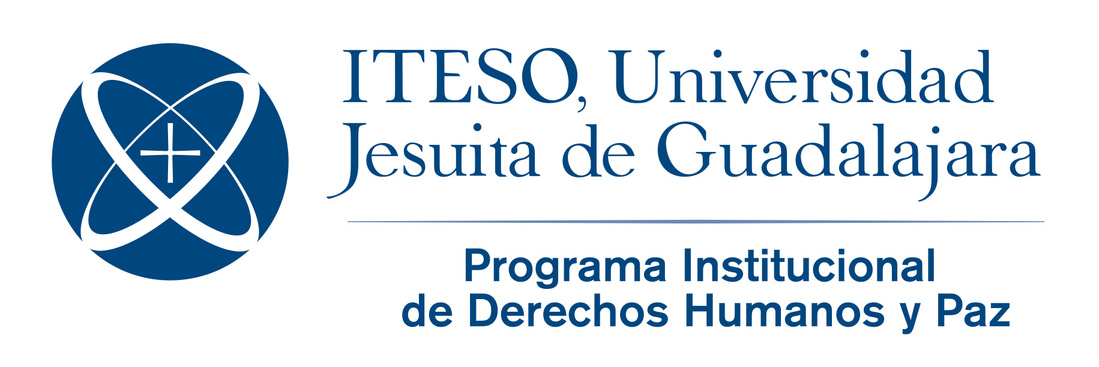 ITESO, Universidad
Jesuita de Guadalajara
Programa Institucional
de Derechos Humanos y Paz